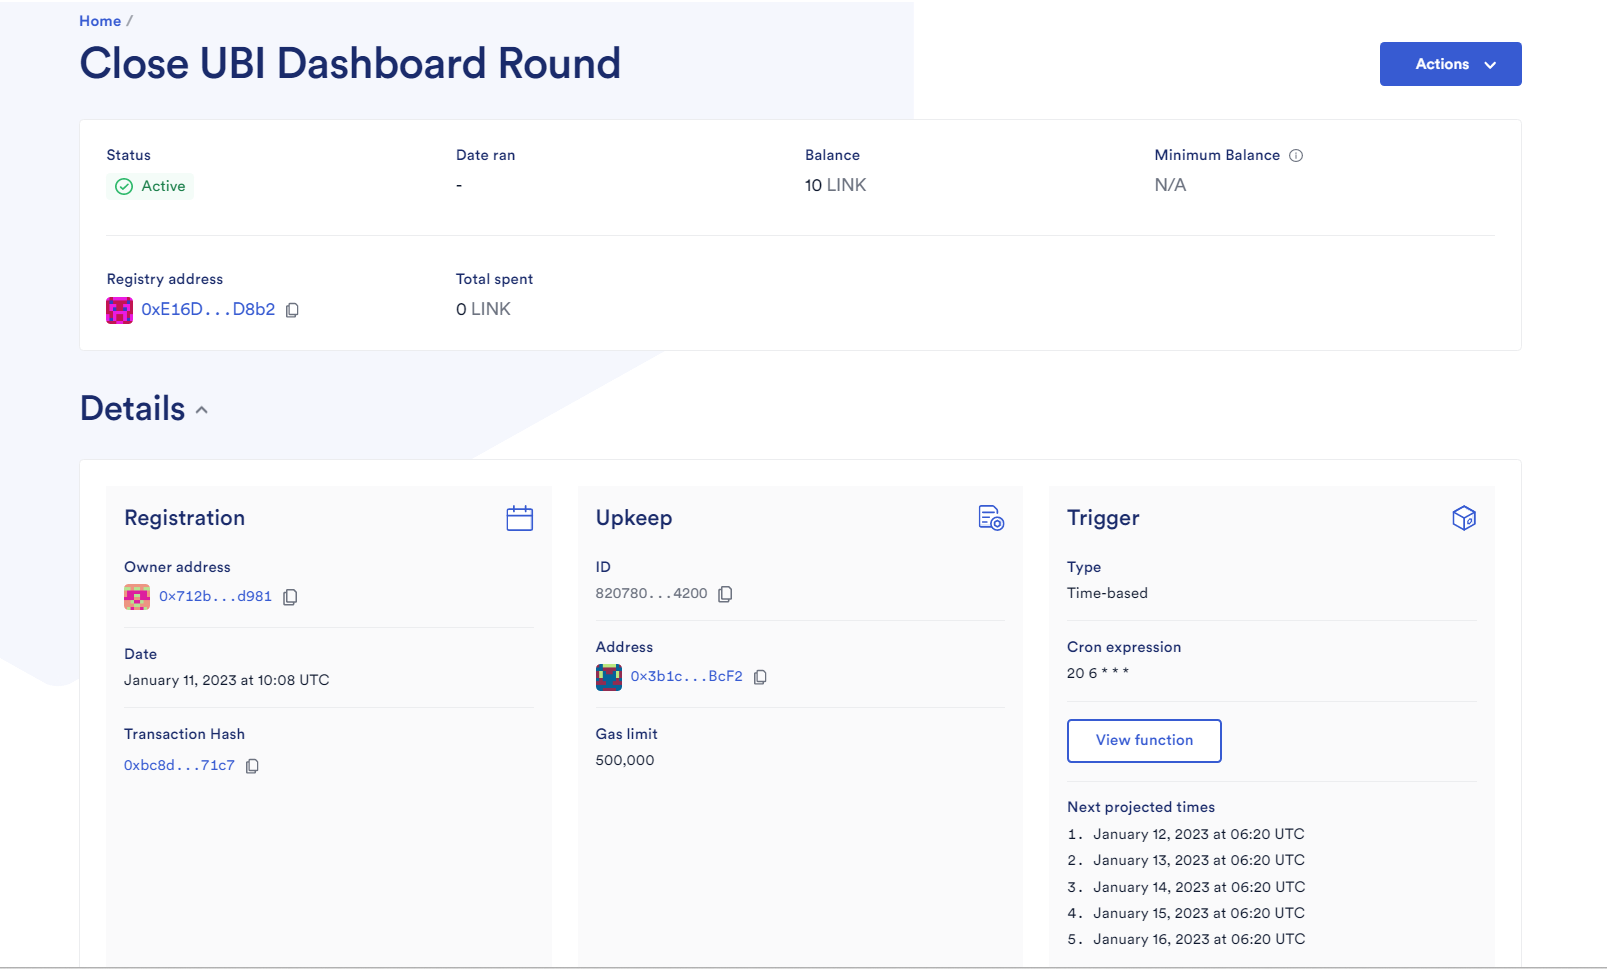 Home /
Close UBI Dashboard Round
Actions
Status
Active
Date ran
-
Balance
10 LINK
Minimum Balance
N/A
Registry address
0xE16D...D8b2
Total spent
0 LINK
Details
Registration
Owner address
0x712b...d981
Date
January 11, 2023 at 10:08 UTC
Transaction Hash
0xbc8d...71c7
Upkeep
ID
820780...4200
Address
0x3b1c...BcF2
Gas limit
500,000
Trigger
Type
Time-based
Cron expression
20 6 * * *
View function
Next projected times
1. January 12, 2023 at 06:20 UTC
2. January 13, 2023 at 06:20 UTC
3. January 14, 2023 at 06:20 UTC
4. January 15, 2023 at 06:20 UTC
5. January 16, 2023 at 06:20 UTC